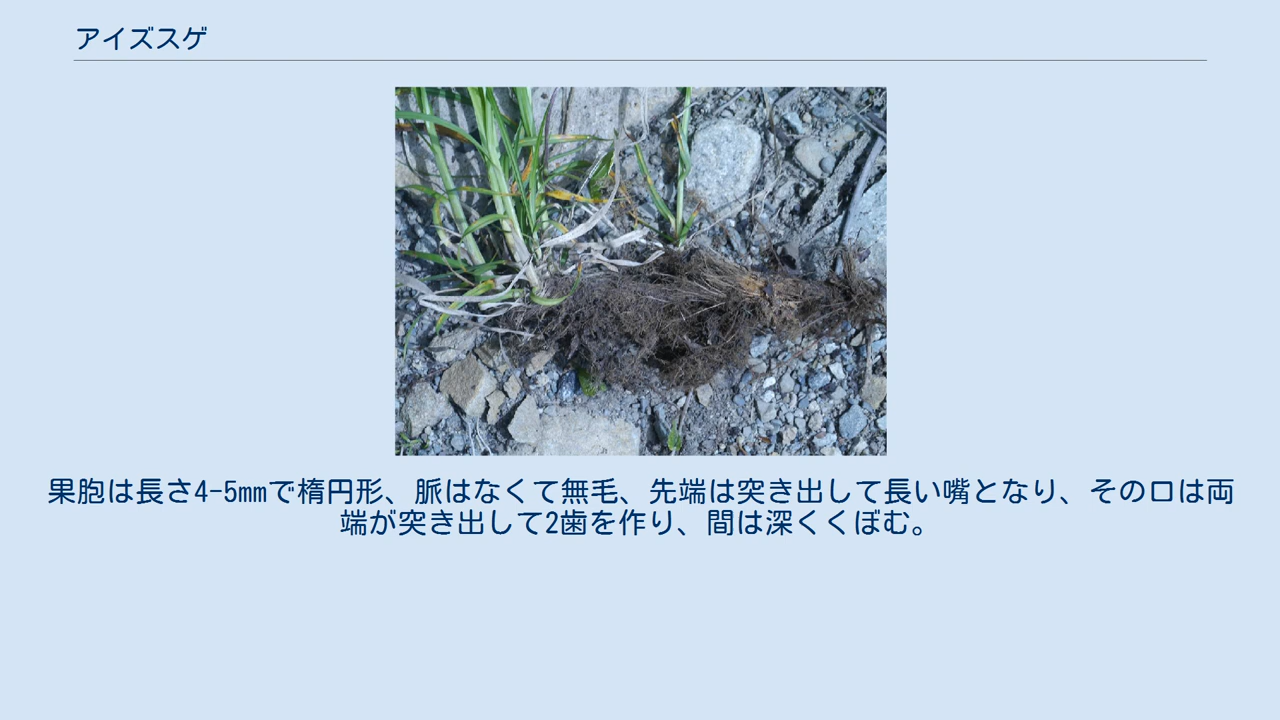 アイズスゲ
果胞は長さ4-5mmで楕円形、脈はなくて無毛、先端は突き出して長い嘴となり、その口は両
端が突き出して2歯を作り、間は深くくぼむ。